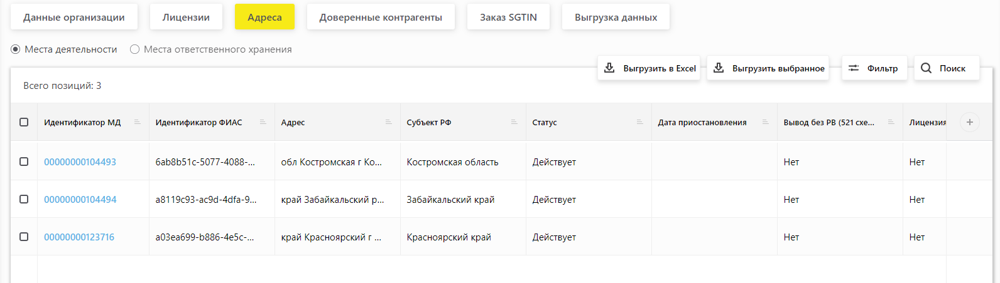 Данные организации Лицензии Адреса Доверенные контрагенты Заказ SGTIN Выгрузка данных
Места деятельности Места ответственного хранения
Выгрузить в Excel Выгрузить выбранное Фильтр Поиск
Всего позиций: 3
Идентификатор МД Идентификатор ФИАС Адрес Субъект РФ Статус Дата приостановления Вывод без РВ (521 схе... Лицензия
00000000104493 6ab8b51c-5077-4088-... обл Костромская г Ко... Костромская область Действует Нет Нет
00000000104494 a8119c93-ac9d-4dfa-9... край Забайкальский р... Забайкальский край Действует Нет Нет
00000000123716 a03ea699-b886-4e5c-... край Красноярский г ... Красноярский край Действует Нет Нет